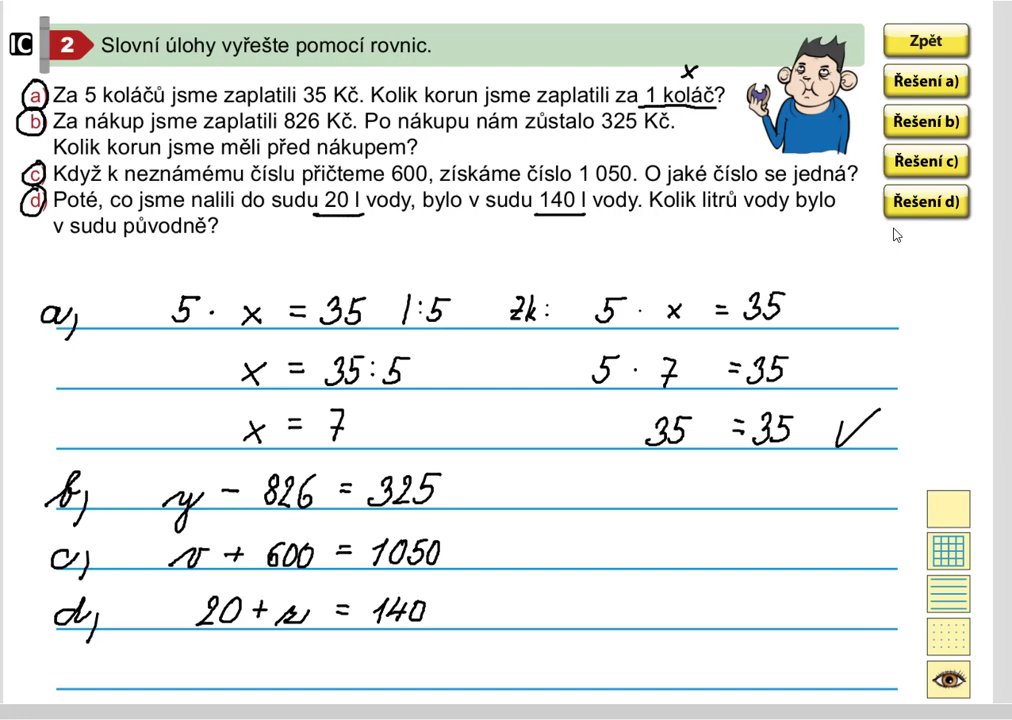 IC 2 Slovní úlohy vyřešte pomocí rovnic.
Zpět
x
a) Za 5 koláčů jsme zaplatili 35 Kč. Kolik korun jsme zaplatili za 1 koláč?
Řešení a)
b) Za nákup jsme zaplatili 826 Kč. Po nákupu nám zůstalo 325 Kč.
Řešení b)
Kolik korun jsme měli před nákupem?
c) Když k neznámému číslu přičteme 600, získáme číslo 1 050. O jaké číslo se jedná?
Řešení c)
d) Poté, co jsme nalili do sudu 20 l vody, bylo v sudu 140 l vody. Kolik litrů vody bylo
Řešení d)
v sudu původně?
a) 5 · x = 35 |:5 Zk: 5 · x = 35
x = 35:5 5 · 7 = 35
x = 7 35 = 35 ✓
b) y - 826 = 325
c) v + 600 = 1050
d) 20 + = 140